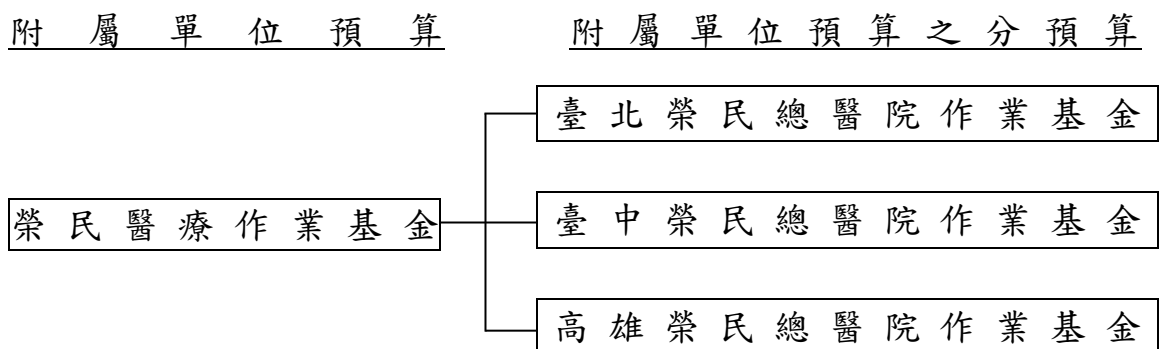 附屬單位預算
附屬單位預算之分預算
臺北榮民總醫院作業基金
榮民醫療作業基金
臺中榮民總醫院作業基金
高雄榮民總醫院作業基金